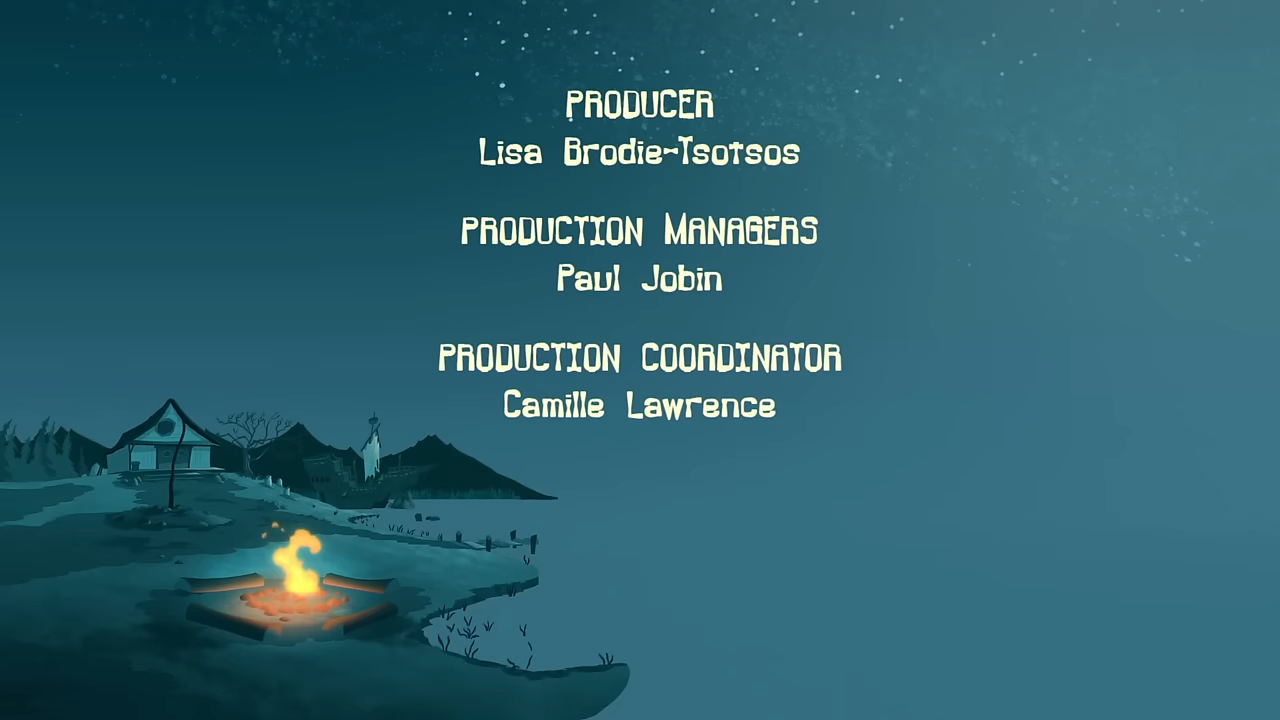 PRODUCER
Lisa Brodie-Tsotsos
PRODUCTION MANAGERS
Paul Jobin
PRODUCTION COORDINATOR
Camille Lawrence